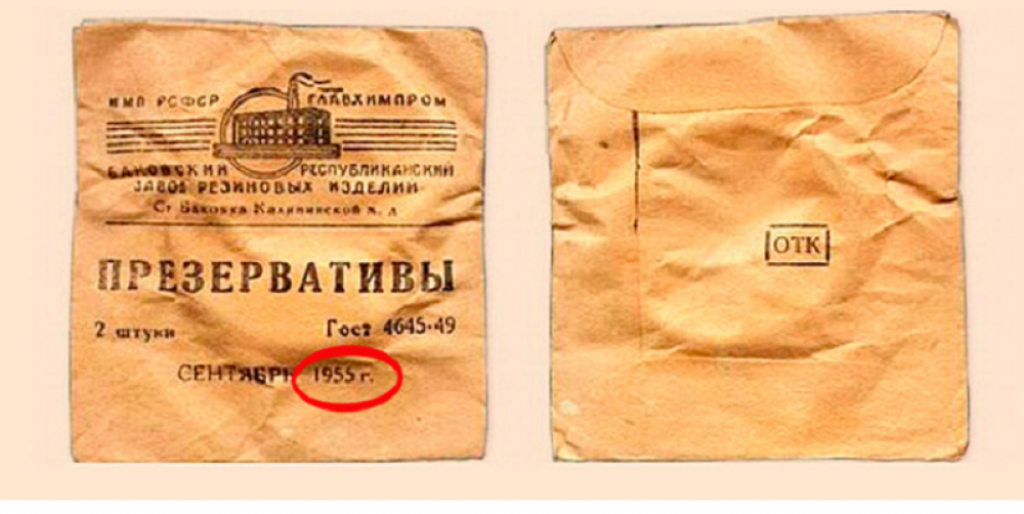 ММП РСФСР ГЛАВХИМПРОМ
БАКОВСКИЙ РЕСПУБЛИКАНСКИЙ
ЗАВОД РЕЗИНОВЫХ ИЗДЕЛИЙ
Ст Баковка Калининской ж. д
ПРЕЗЕРВАТИВЫ
2 штуки Гост 4645-49
СЕНТЯБРЬ 1955 г.
ОТК